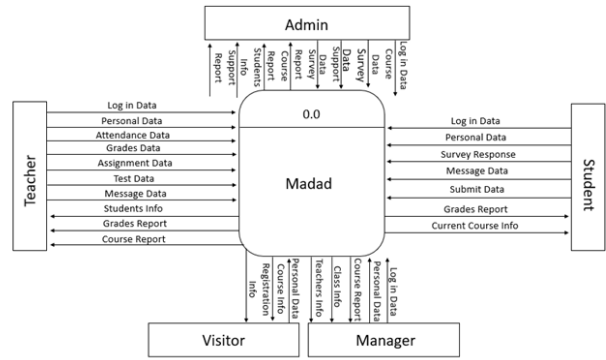 Admin
Report
Support Info
Students Report
Course Report
Survey Data
Support Data
Survey Data
Course
Log in Data
0.0
Madad
Teacher
Log in Data
Personal Data
Attendance Data
Grades Data
Assignment Data
Test Data
Message Data
Students Info
Grades Report
Course Report
Student
Log in Data
Personal Data
Survey Response
Message Data
Submit Data
Grades Report
Current Course Info
Info
Registration
Course Info
Personal Data
Teachers Info
Class Info
Course Report
Personal Data
Log in Data
Visitor
Manager